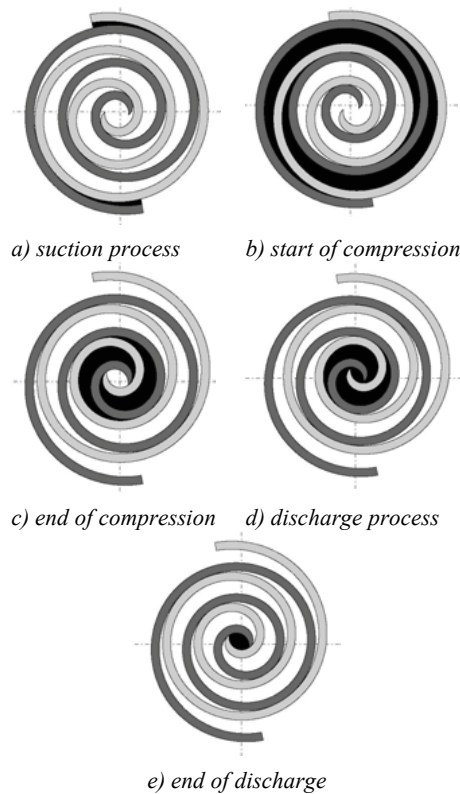 a) suction process
b) start of compression
c) end of compression
d) discharge process
e) end of discharge